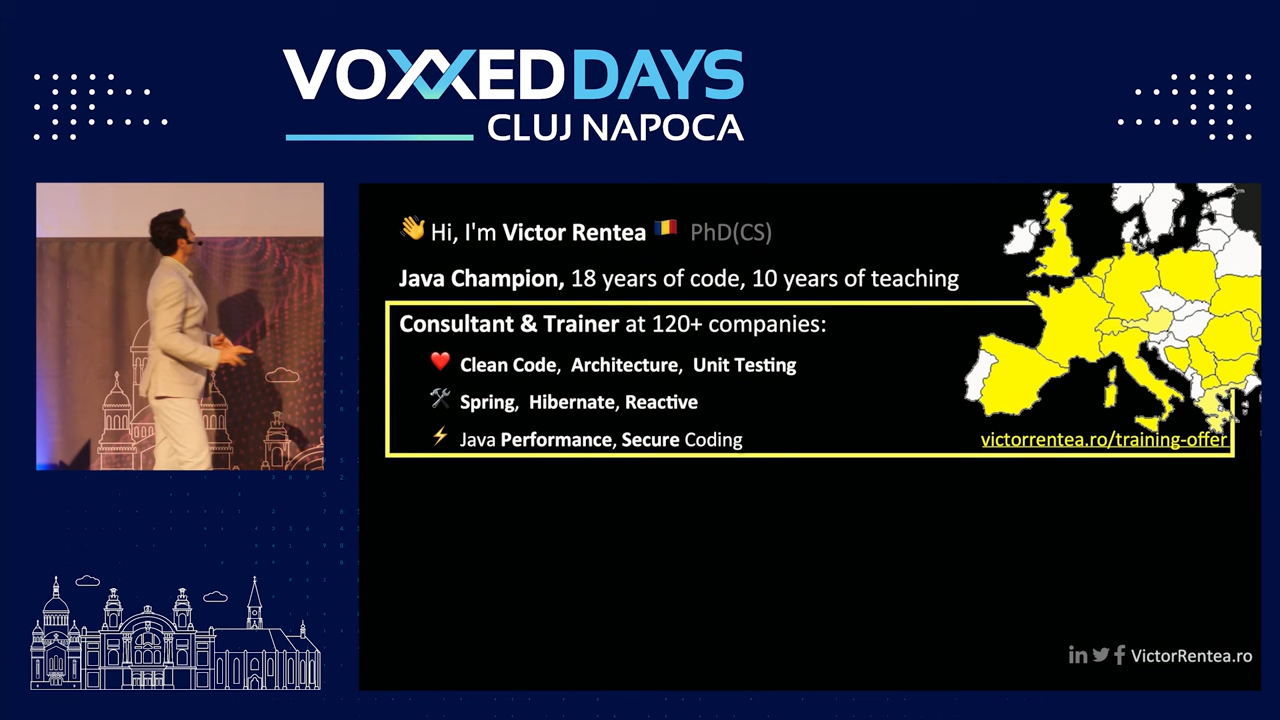 VOXXED DAYS
CLUJ NAPOCA
👋 Hi, I'm Victor Rentea 🇷🇴 PhD(CS)
Java Champion, 18 years of code, 10 years of teaching
Consultant & Trainer at 120+ companies:
❤️ Clean Code, Architecture, Unit Testing
🛠 Spring, Hibernate, Reactive
⚡ Java Performance, Secure Coding
victorrentea.ro/training-offer
in f VictorRentea.ro